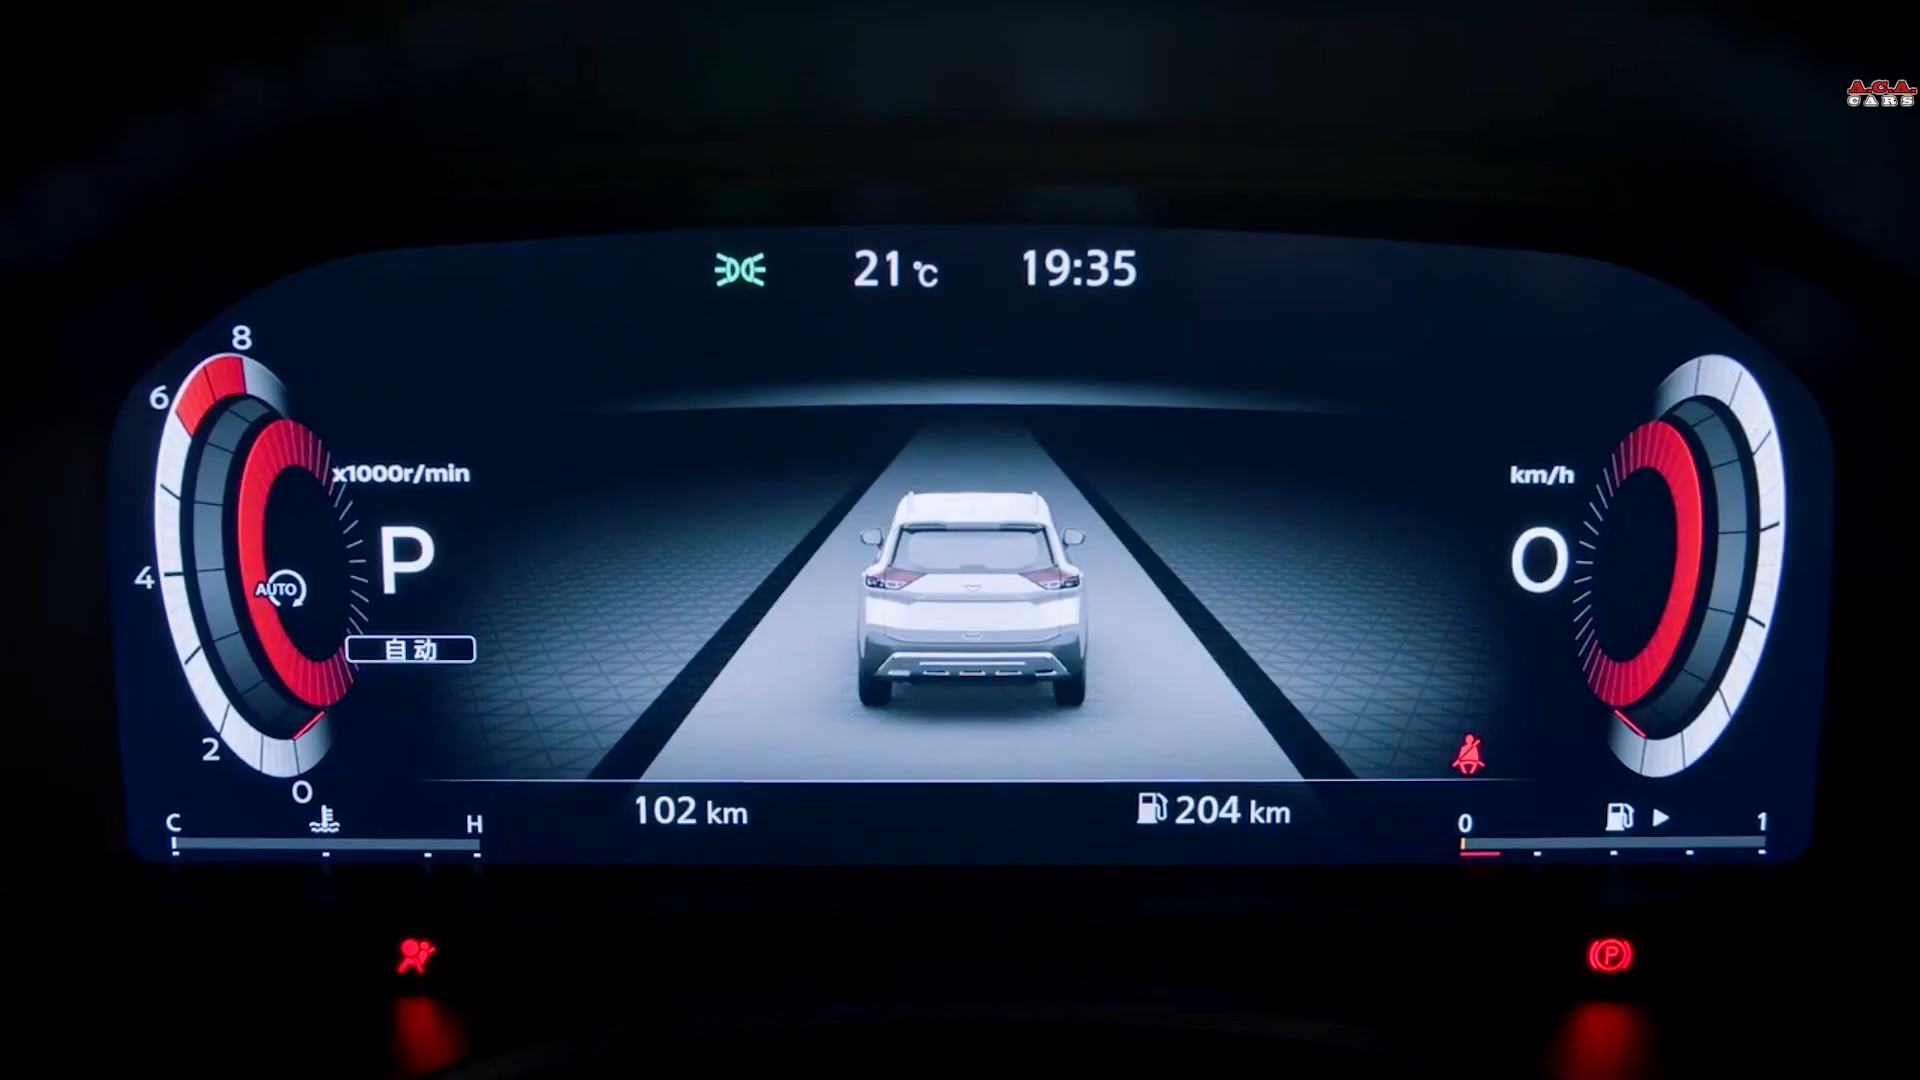 A.C.A.
CARS
21 °C 19:35
8
6
x1000r/min
km/h
P
0
4
AUTO
自动
2
0
102 km
204 km
C
H
0
1
P